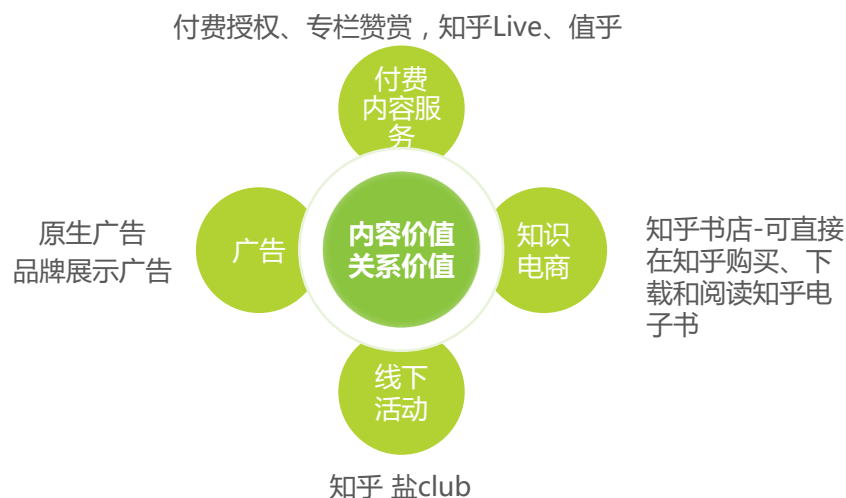 付费授权、专栏赞赏，知乎Live、值乎
付费
内容服
务
原生广告
品牌展示广告
广告
内容价值
关系价值
知识
电商
知乎书店-可直接
在知乎购买、下
载和阅读知乎电
子书
线下
活动
知乎 盐club